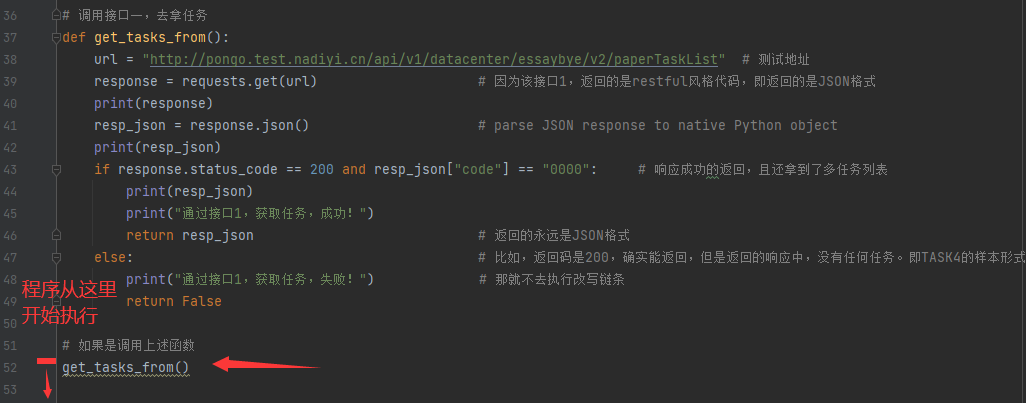 36 # 调用接口一，去拿任务
37 def get_tasks_from():
38 url = "http://pongo.test.nadiyi.cn/api/v1/datacenter/essaybye/v2/paperTaskList" # 测试地址
39 response = requests.get(url) # 因为该接口1，返回的是restful风格代码，即返回的是JSON格式
40 print(response)
41 resp_json = response.json() # parse JSON response to native Python object
42 print(resp_json)
43 if response.status_code == 200 and resp_json["code"] == "0000": # 响应成功的返回，且还拿到了多任务列表
44 print(resp_json)
45 print("通过接口1，获取任务，成功！")
46 return resp_json # 返回的永远是JSON格式
47 else: # 比如，返回码是200，确实能返回，但是返回的响应中，没有任何任务。即TASK4的样本形式
48 print("通过接口1，获取任务，失败！") # 那就不去执行改写链条
程序从这里
49 return False
开始执行
50
51 # 如果是调用上述函数
52 get_tasks_from()
53